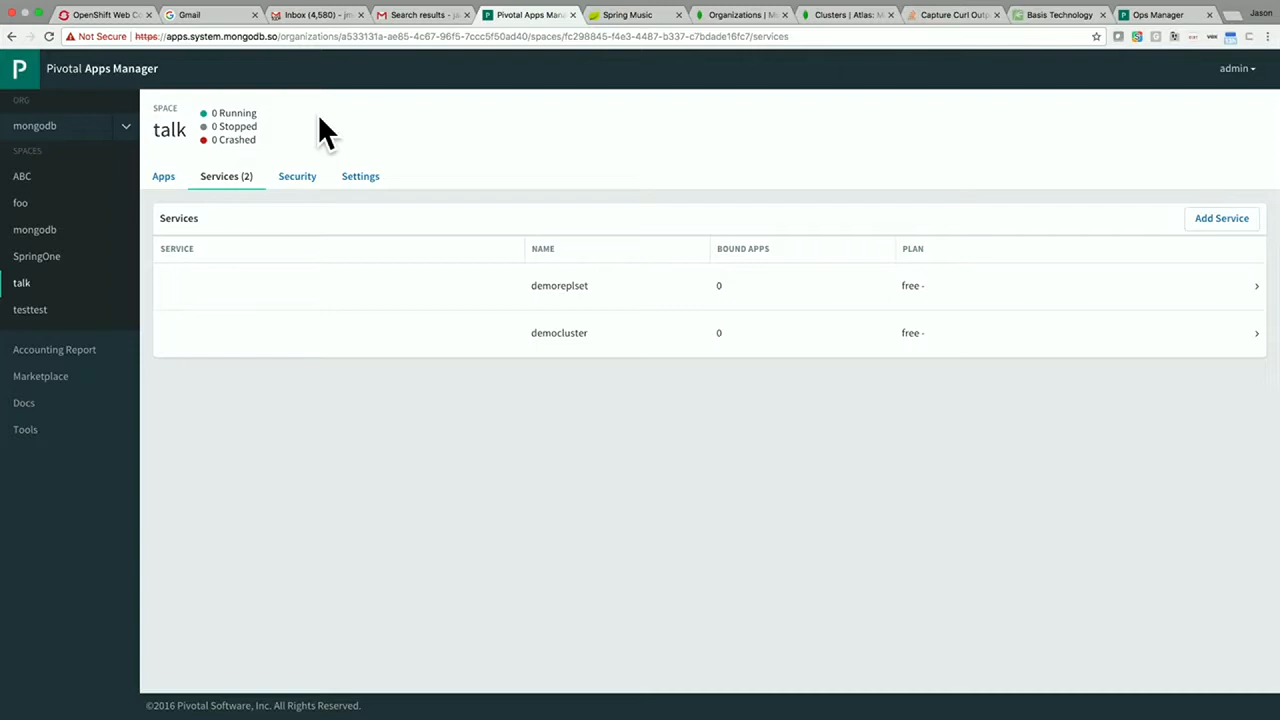 OpenShift Web Co
Gmail
Inbox (4,580) - jm
Search results - ja
Pivotal Apps Mana
Spring Music
Organizations | Mo
Clusters | Atlas: M
Capture Curl Outp
Basis Technology
Ops Manager
Jason
Not Secure https://apps.system.mongodb.so/organizations/a533131a-ae85-4c67-96f5-7ccc5f50ad40/spaces/fc298845-f4e3-4487-b337-c7bdade16fc7/services
P Pivotal Apps Manager
admin
ORG
mongodb
SPACES
ABC
foo
mongodb
SpringOne
talk
testtest
Accounting Report
Marketplace
Docs
Tools
SPACE
talk
0 Running
0 Stopped
0 Crashed
Apps Services (2) Security Settings
Services Add Service
SERVICE NAME BOUND APPS PLAN
demoreplset 0 free -
democluster 0 free -
©2016 Pivotal Software, Inc. All Rights Reserved.